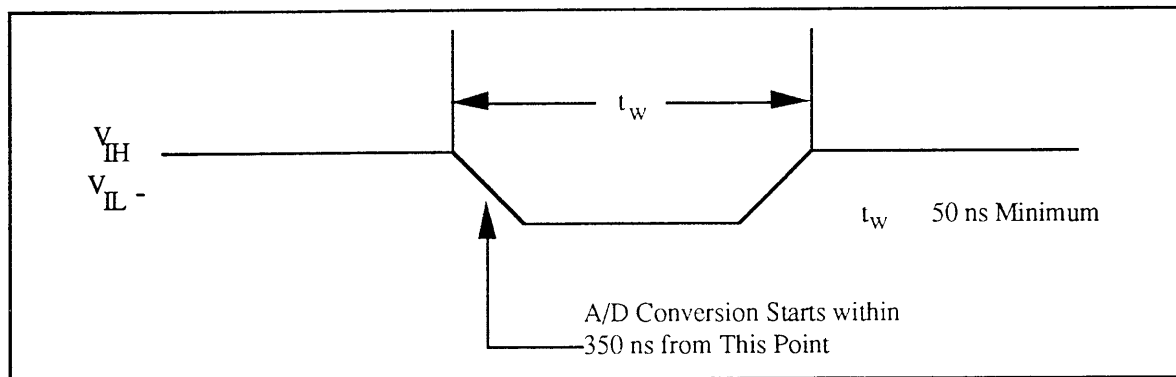 t_W
V_IH
V_IL -
t_W 50 ns Minimum
A/D Conversion Starts within
350 ns from This Point